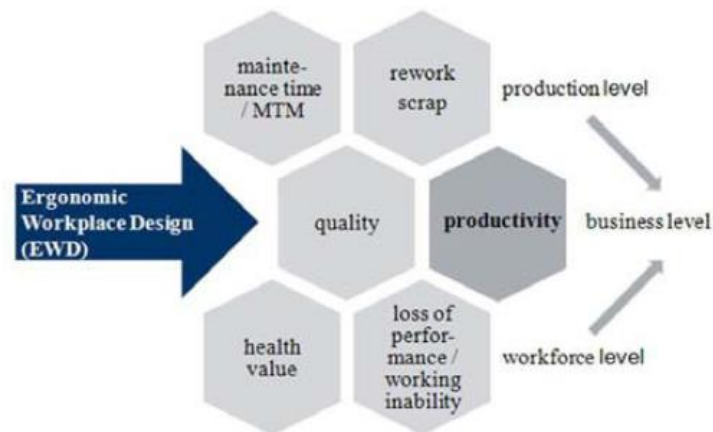 mainte-
nance time
/ MTM
rework
scrap
production level
Ergonomic
Workplace Design
(EWD)
quality
productivity
business level
health
value
loss of
perfor-
mance /
working
inability
workforce level